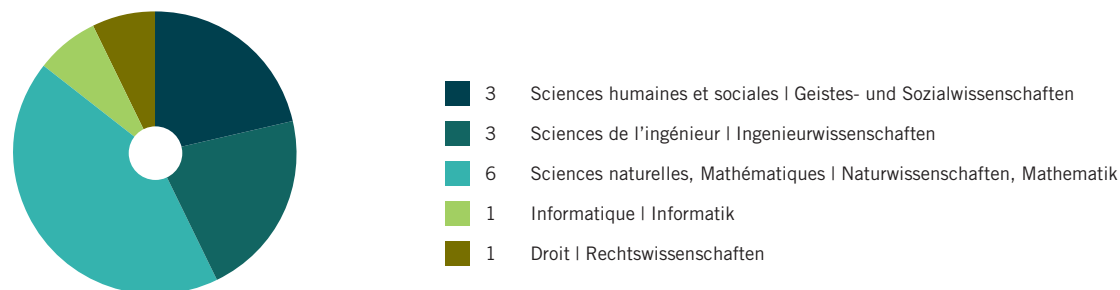 3 Sciences humaines et sociales | Geistes- und Sozialwissenschaften
3 Sciences de l'ingénieur | Ingenieurwissenschaften
6 Sciences naturelles, Mathématiques | Naturwissenschaften, Mathematik
1 Informatique | Informatik
1 Droit | Rechtswissenschaften